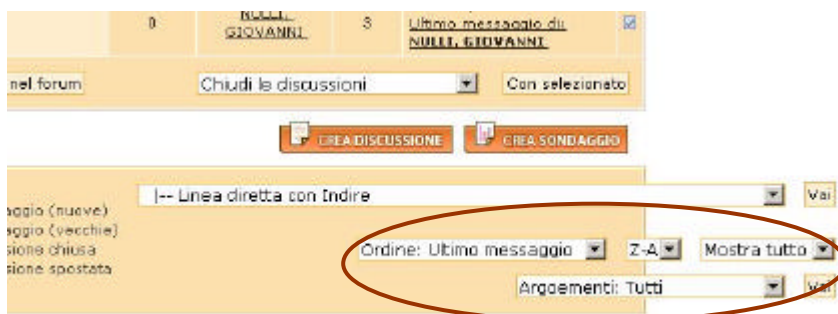 0 NULLI, GIOVANNI 3 Ultimo messaggio di: NULLI, GIOVANNI
nel forum Chiudi le discussioni Con selezionato
CREA DISCUSSIONE CREA SONDAGGIO
|-- Linea diretta con Indire Vai
aggio (nuove)
aggio (vecchie)
sione chiusa Ordine: Ultimo messaggio Z-A Mostra tutto
sione spostata
Argoementi: Tutti Vai